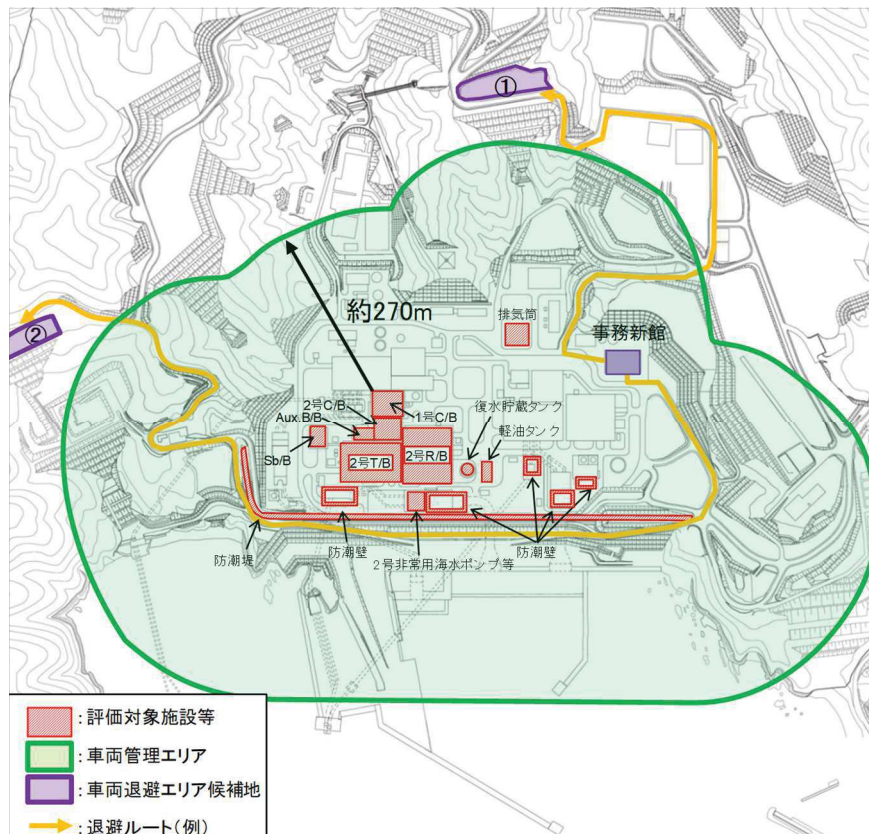 ①
②
約270m
排気筒
事務新館
2号C/B
1号C/B
復水貯蔵タンク
Aux.B/B
軽油タンク
Sb/B
2号T/B
2号R/B
防潮堤
防潮壁
2号非常用海水ポンプ等
防潮壁
:評価対象施設等
:車両管理エリア
:車両退避エリア候補地
:退避ルート(例)